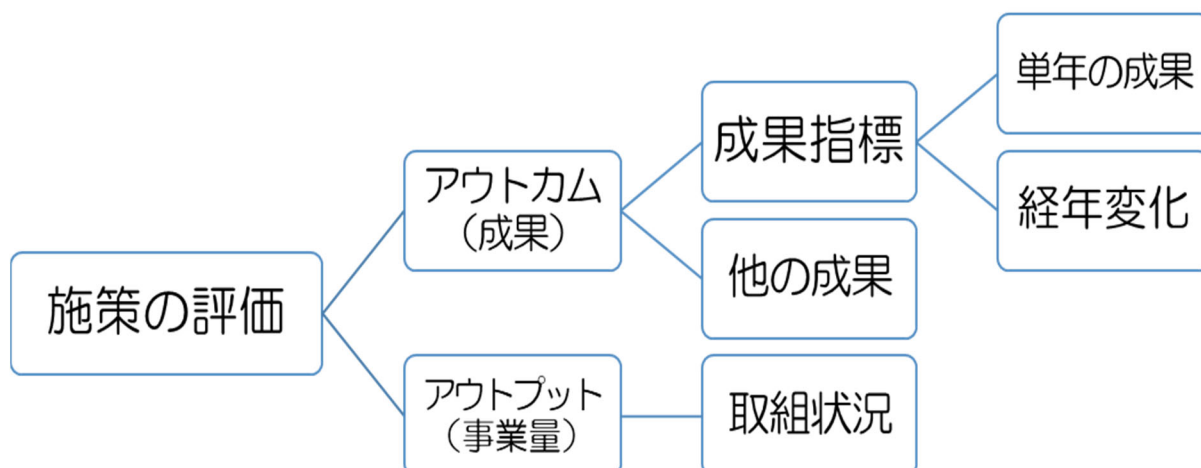 施策の評価
アウトカム
（成果）
成果指標
単年の成果
経年変化
他の成果
アウトプット
（事業量）
取組状況